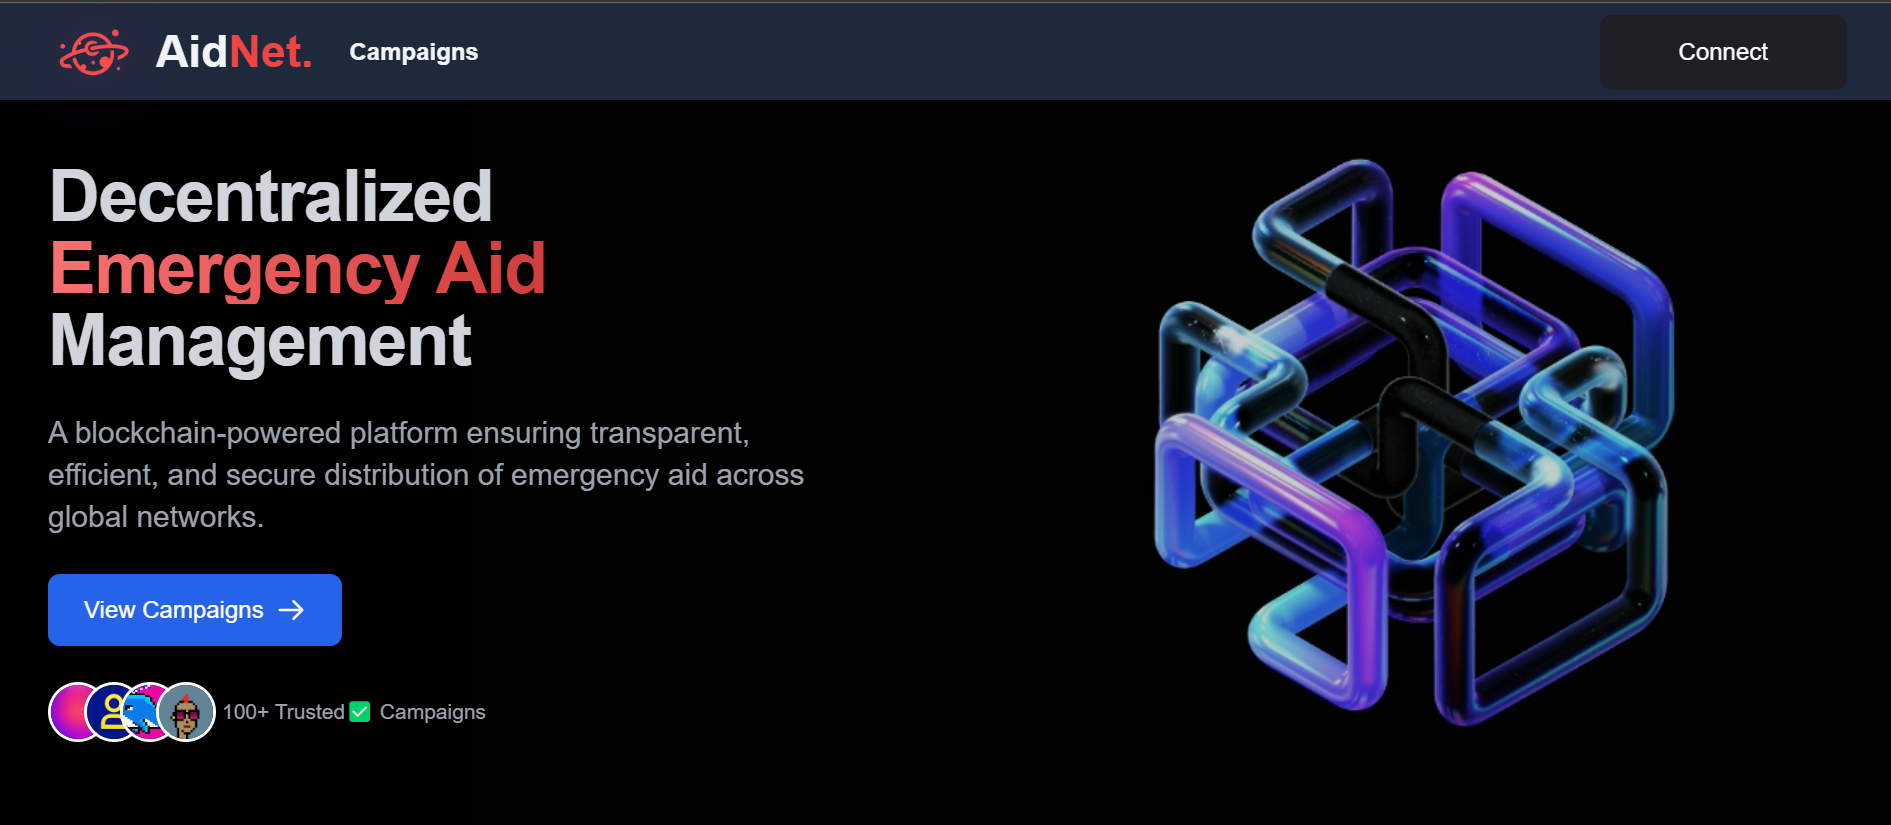 AidNet. Campaigns Connect
Decentralized
Emergency Aid
Management
A blockchain-powered platform ensuring transparent,
efficient, and secure distribution of emergency aid across
global networks.
View Campaigns →
100+ Trusted ✅ Campaigns